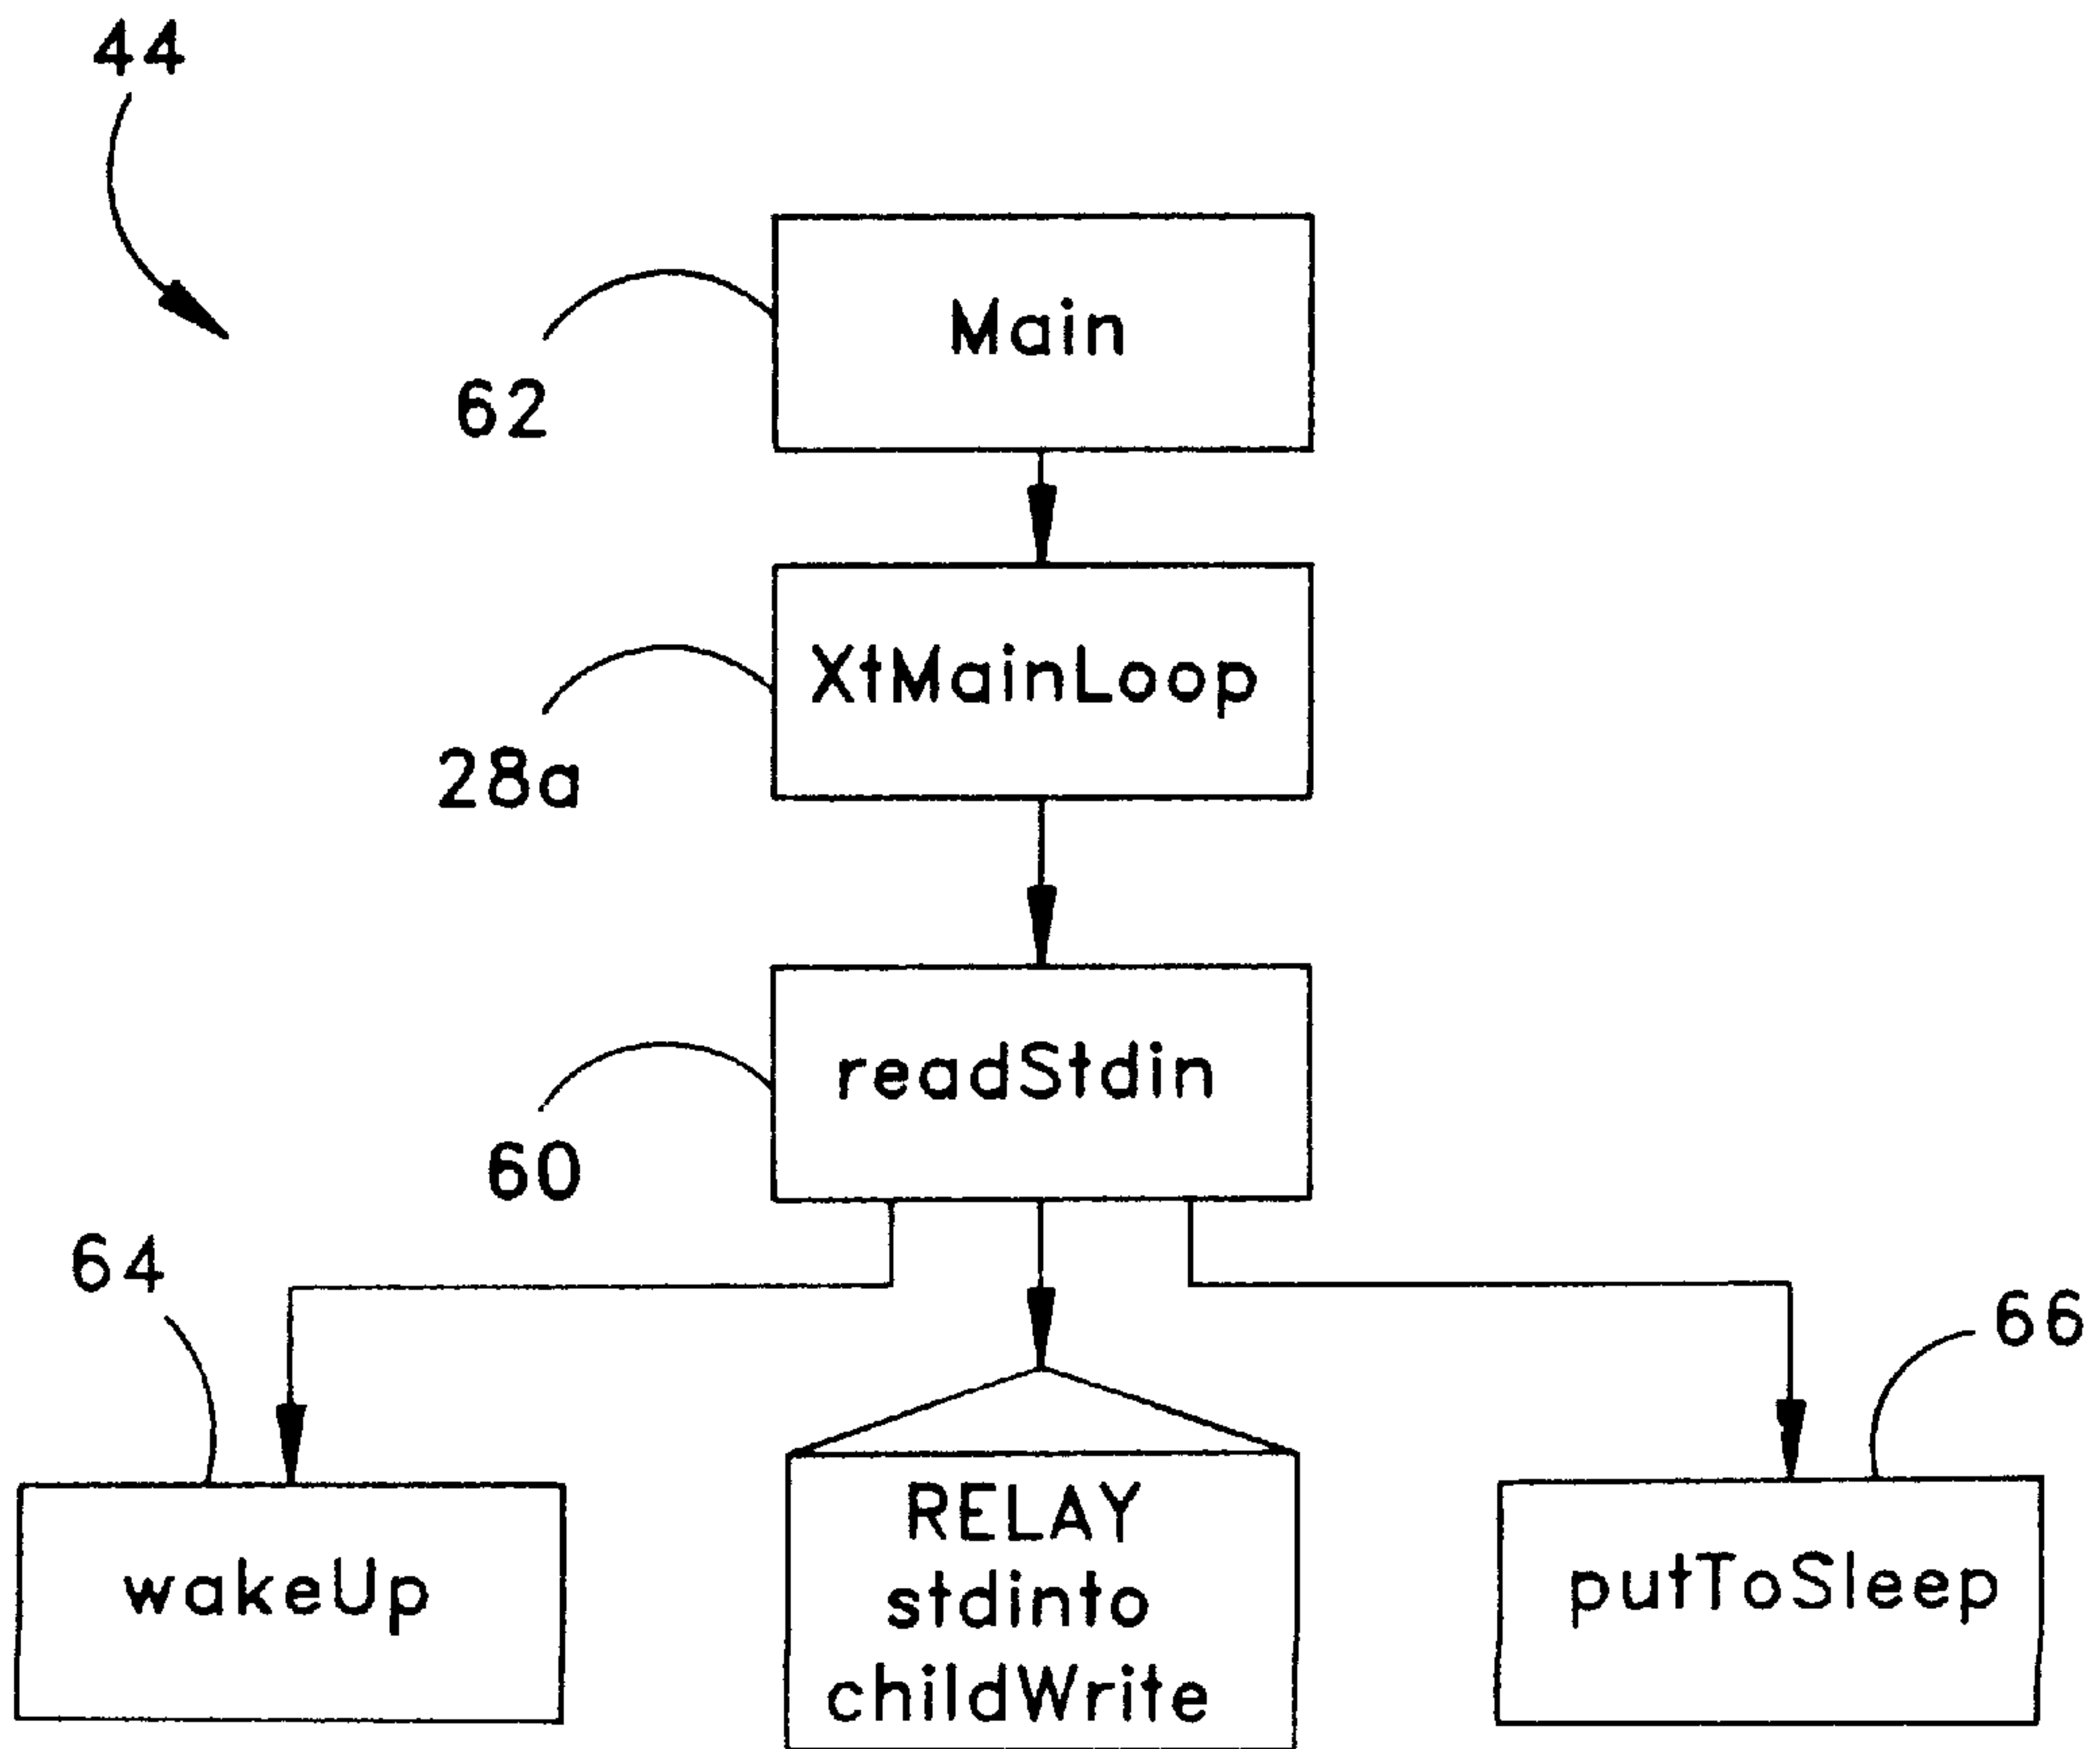 44
Main
62
XtMainLoop
28a
readStdin
60
64
66
wakeUp
RELAY
stdinto
childWrite
putToSleep